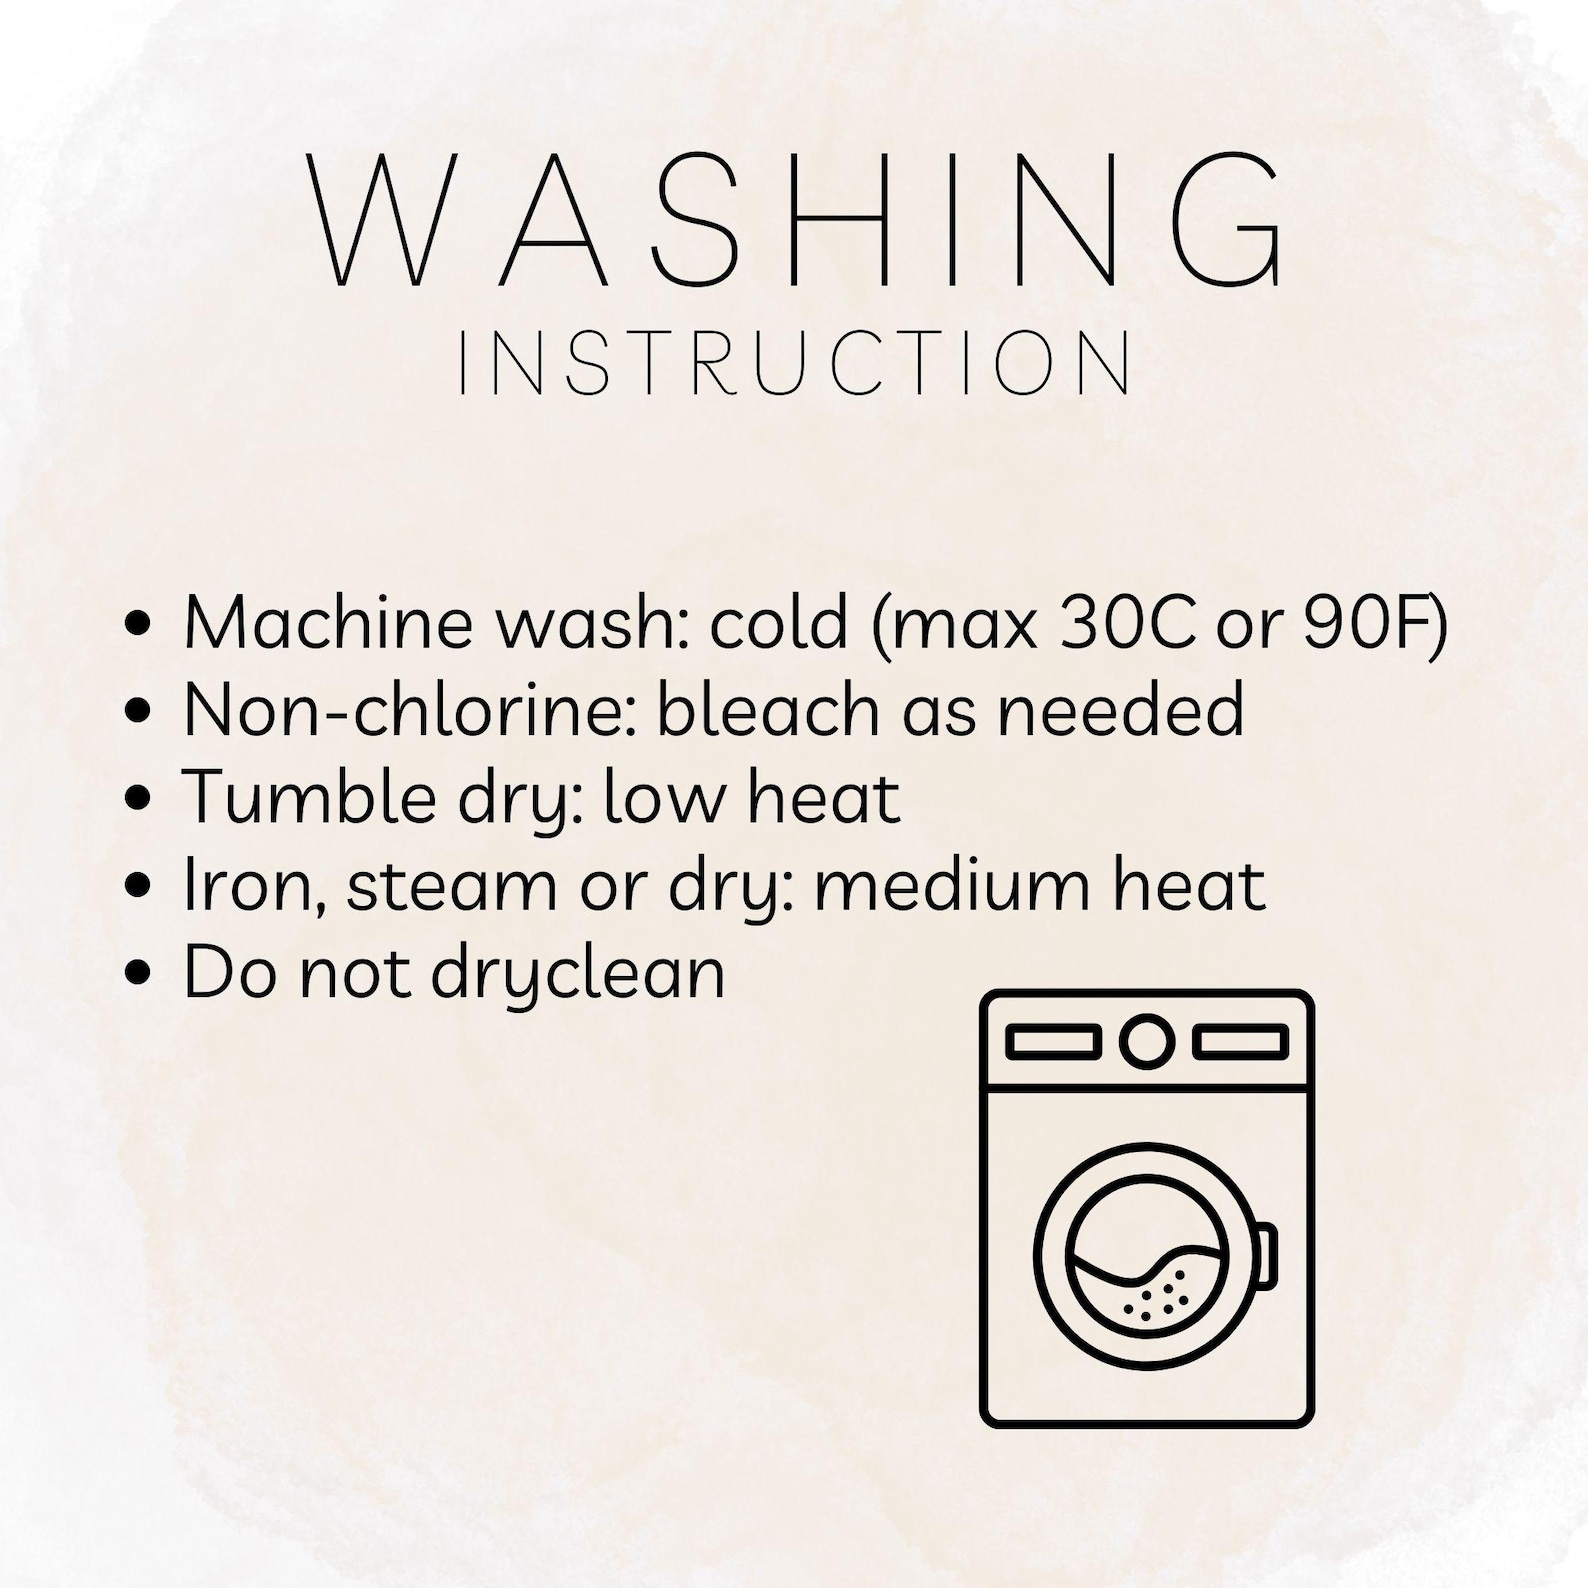 WASHING
INSTRUCTION
• Machine wash: cold (max 30C or 90F)
• Non-chlorine: bleach as needed
• Tumble dry: low heat
• Iron, steam or dry: medium heat
• Do not dryclean